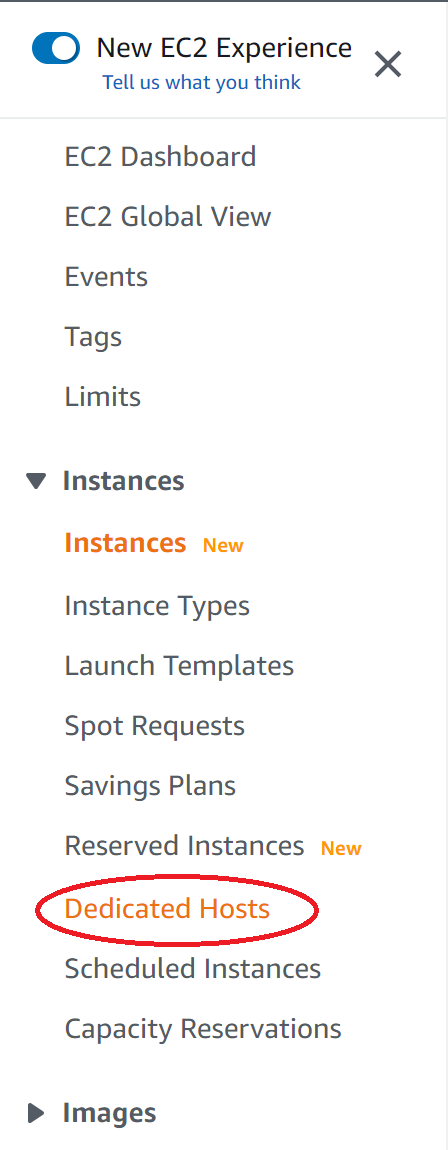 New EC2 Experience
Tell us what you think
EC2 Dashboard
EC2 Global View
Events
Tags
Limits
Instances
Instances New
Instance Types
Launch Templates
Spot Requests
Savings Plans
Reserved Instances New
Dedicated Hosts
Scheduled Instances
Capacity Reservations
Images